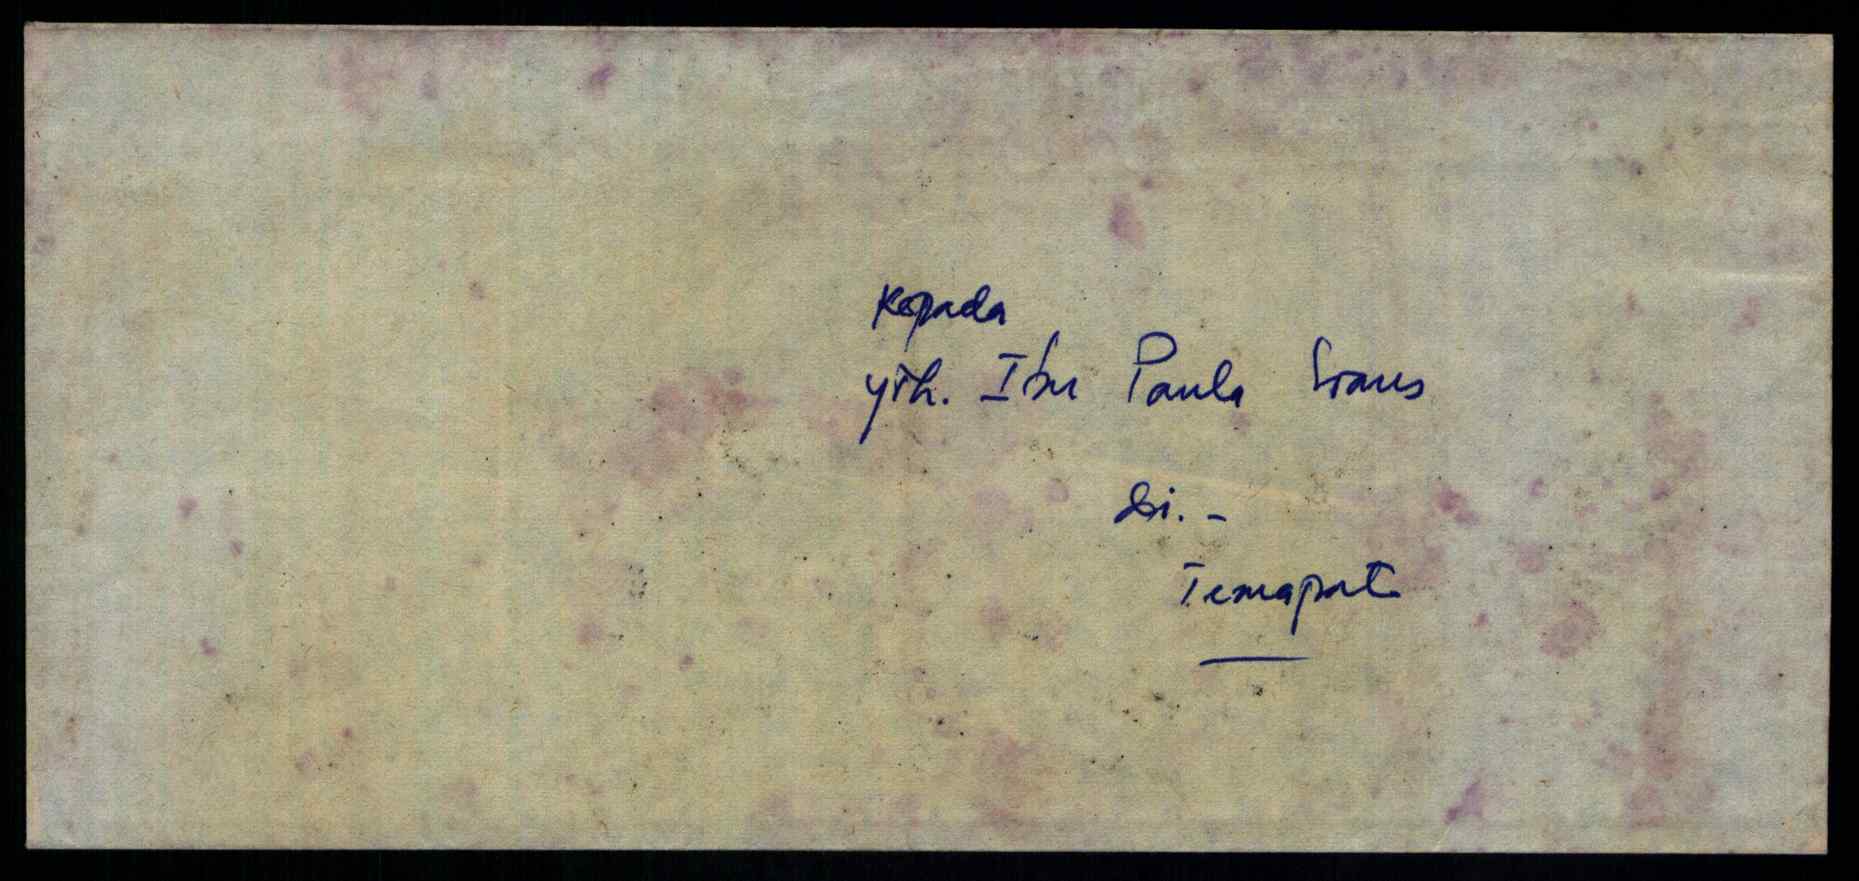 Kepada
yth. Ibu Paula Evans
di. -
Tempat